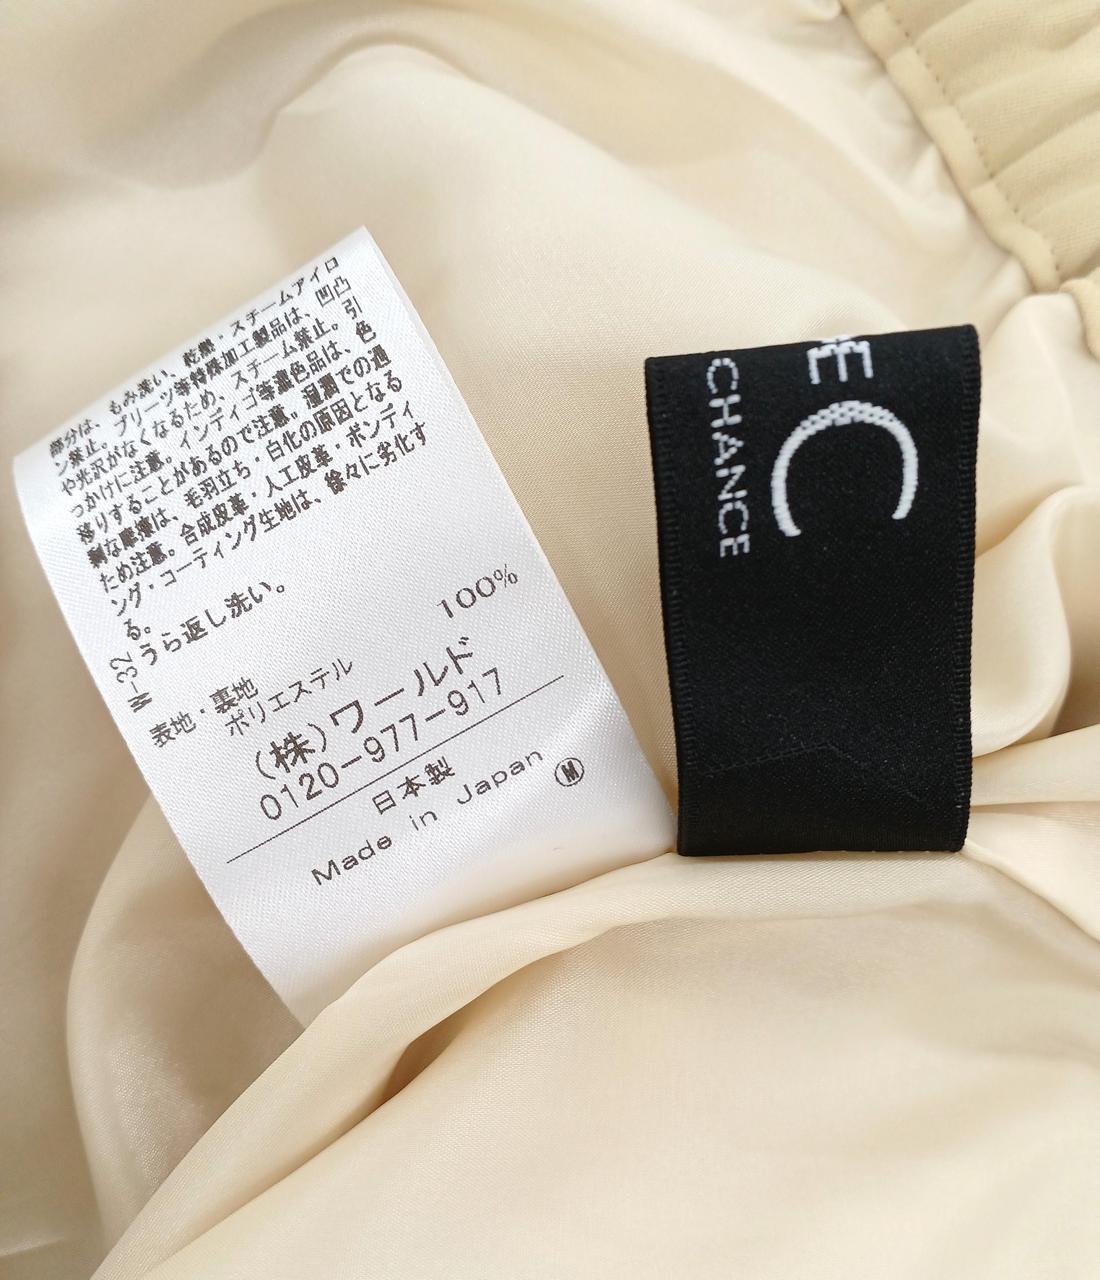 部分は、もみ洗い、乾燥・スチームアイロ
ン禁止。プリーツ等特殊加工製品は、凹凸
や光沢がなくなるため、スチーム禁止。引
っかけに注意。インディゴ等濃色品は、色
移りすることがあるので注意。湿潤での過
剰な摩擦は、毛羽立ち・白化の原因となる
ため注意。合成皮革・人工皮革・ボンディ
ング・コーティング生地は、徐々に劣化す
る。
うら返し洗い。
M-32
表地・裏地
ポリエステル
100%
(株)ワールド
0120-977-917
日本製
Made in Japan
M
C
CHANCE